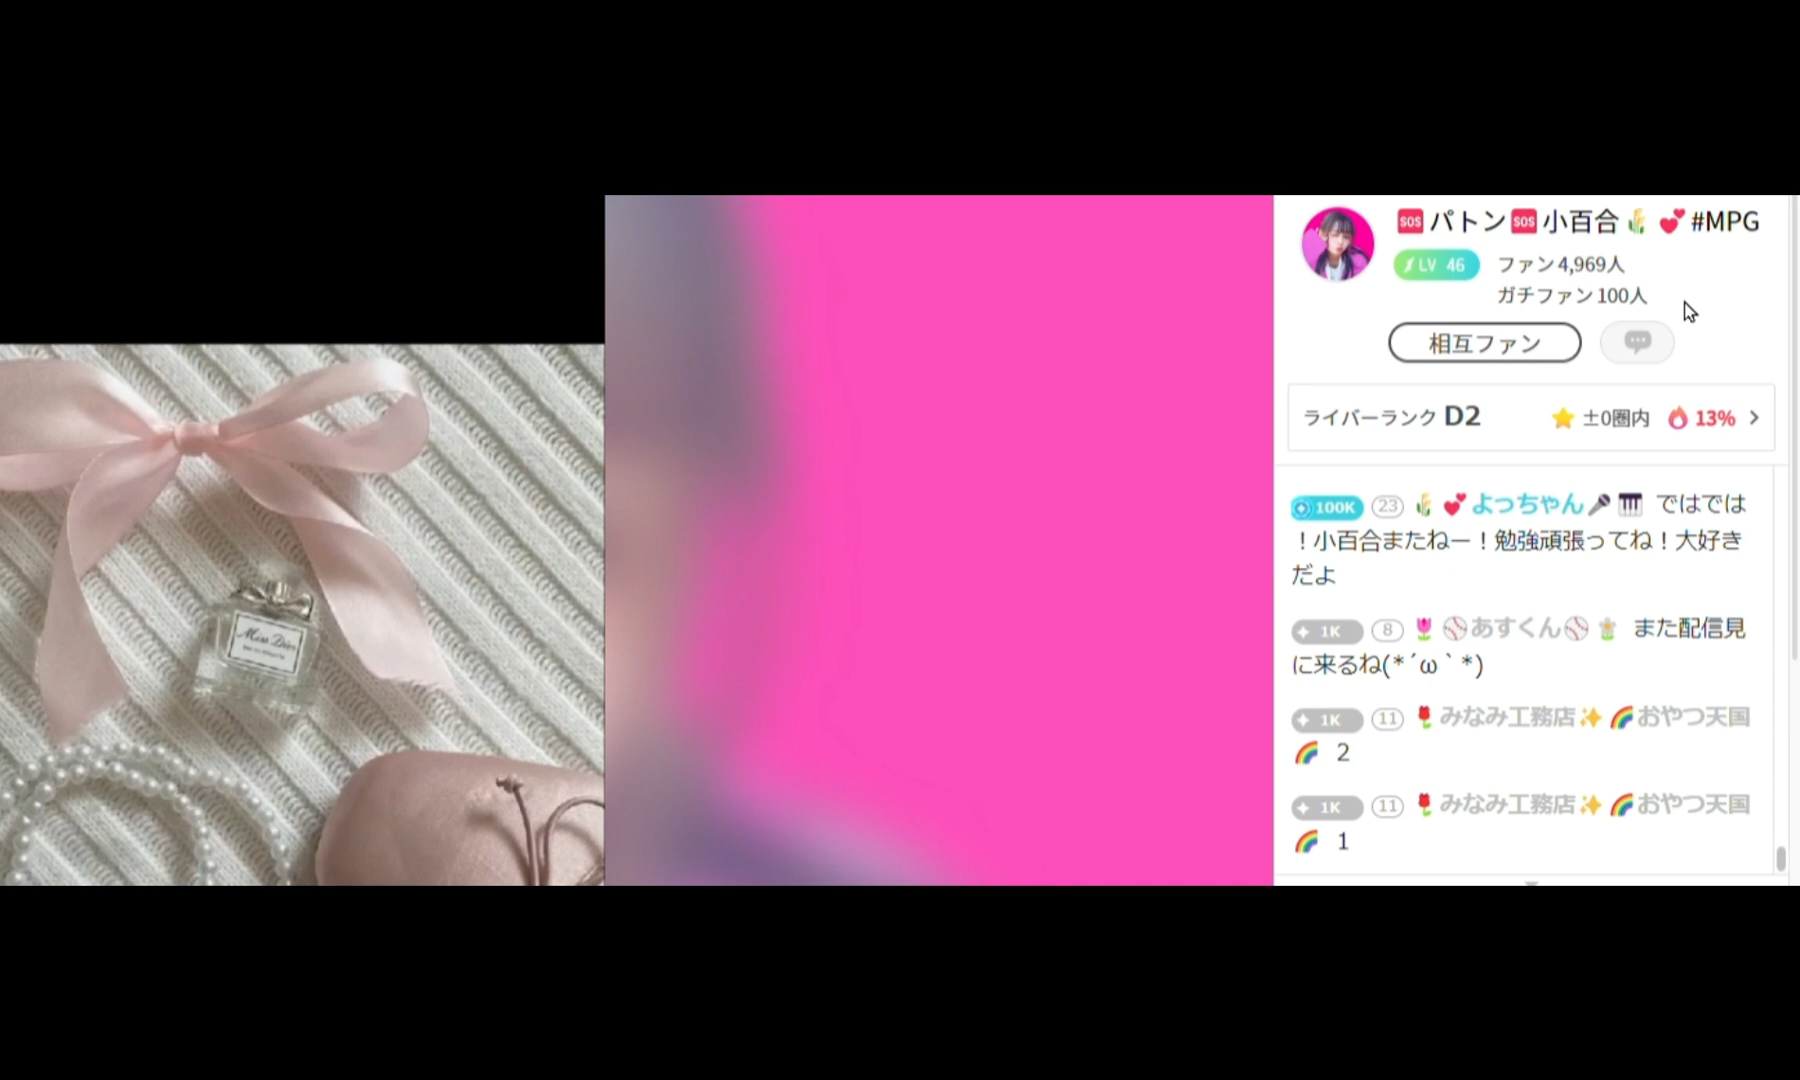 Miss Dior
🆘パトン🆘小百合 💕#MPG
LV 46
ファン4,969人
ガチファン100人
相互ファン
ライバーランク D2 ⭐ ±0圏内 13%
100K 23 💕よっちゃん🎤🎹 ではでは
！小百合またねー！勉強頑張ってね！大好き
だよ
1K 8 🌷⚾あすくん⚾ また配信見
に来るね(*´ω｀*)
1K 11 🌹みなみ工務店✨🌈おやつ天国
🌈 2
1K 11 🌹みなみ工務店✨🌈おやつ天国
🌈 1